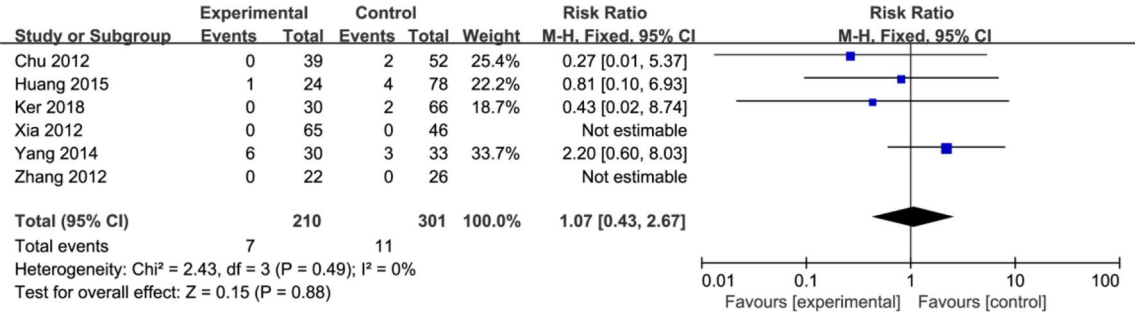 Experimental Control Risk Ratio Risk Ratio
Study or Subgroup Events Total Events Total Weight M-H, Fixed, 95% CI M-H, Fixed, 95% CI
Chu 2012 0 39 2 52 25.4% 0.27 [0.01, 5.37]
Huang 2015 1 24 4 78 22.2% 0.81 [0.10, 6.93]
Ker 2018 0 30 2 66 18.7% 0.43 [0.02, 8.74]
Xia 2012 0 65 0 46 Not estimable
Yang 2014 6 30 3 33 33.7% 2.20 [0.60, 8.03]
Zhang 2012 0 22 0 26 Not estimable
Total (95% CI) 210 301 100.0% 1.07 [0.43, 2.67]
Total events 7 11
Heterogeneity: Chi² = 2.43, df = 3 (P = 0.49); I² = 0%
Test for overall effect: Z = 0.15 (P = 0.88)
0.01 0.1 1 10 100
Favours [experimental] Favours [control]